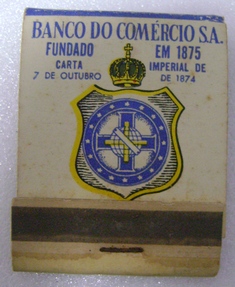 BANCO DO COMÉRCIO S.A.
FUNDADO EM 1875
CARTA IMPERIAL DE
7 DE OUTUBRO DE 1874